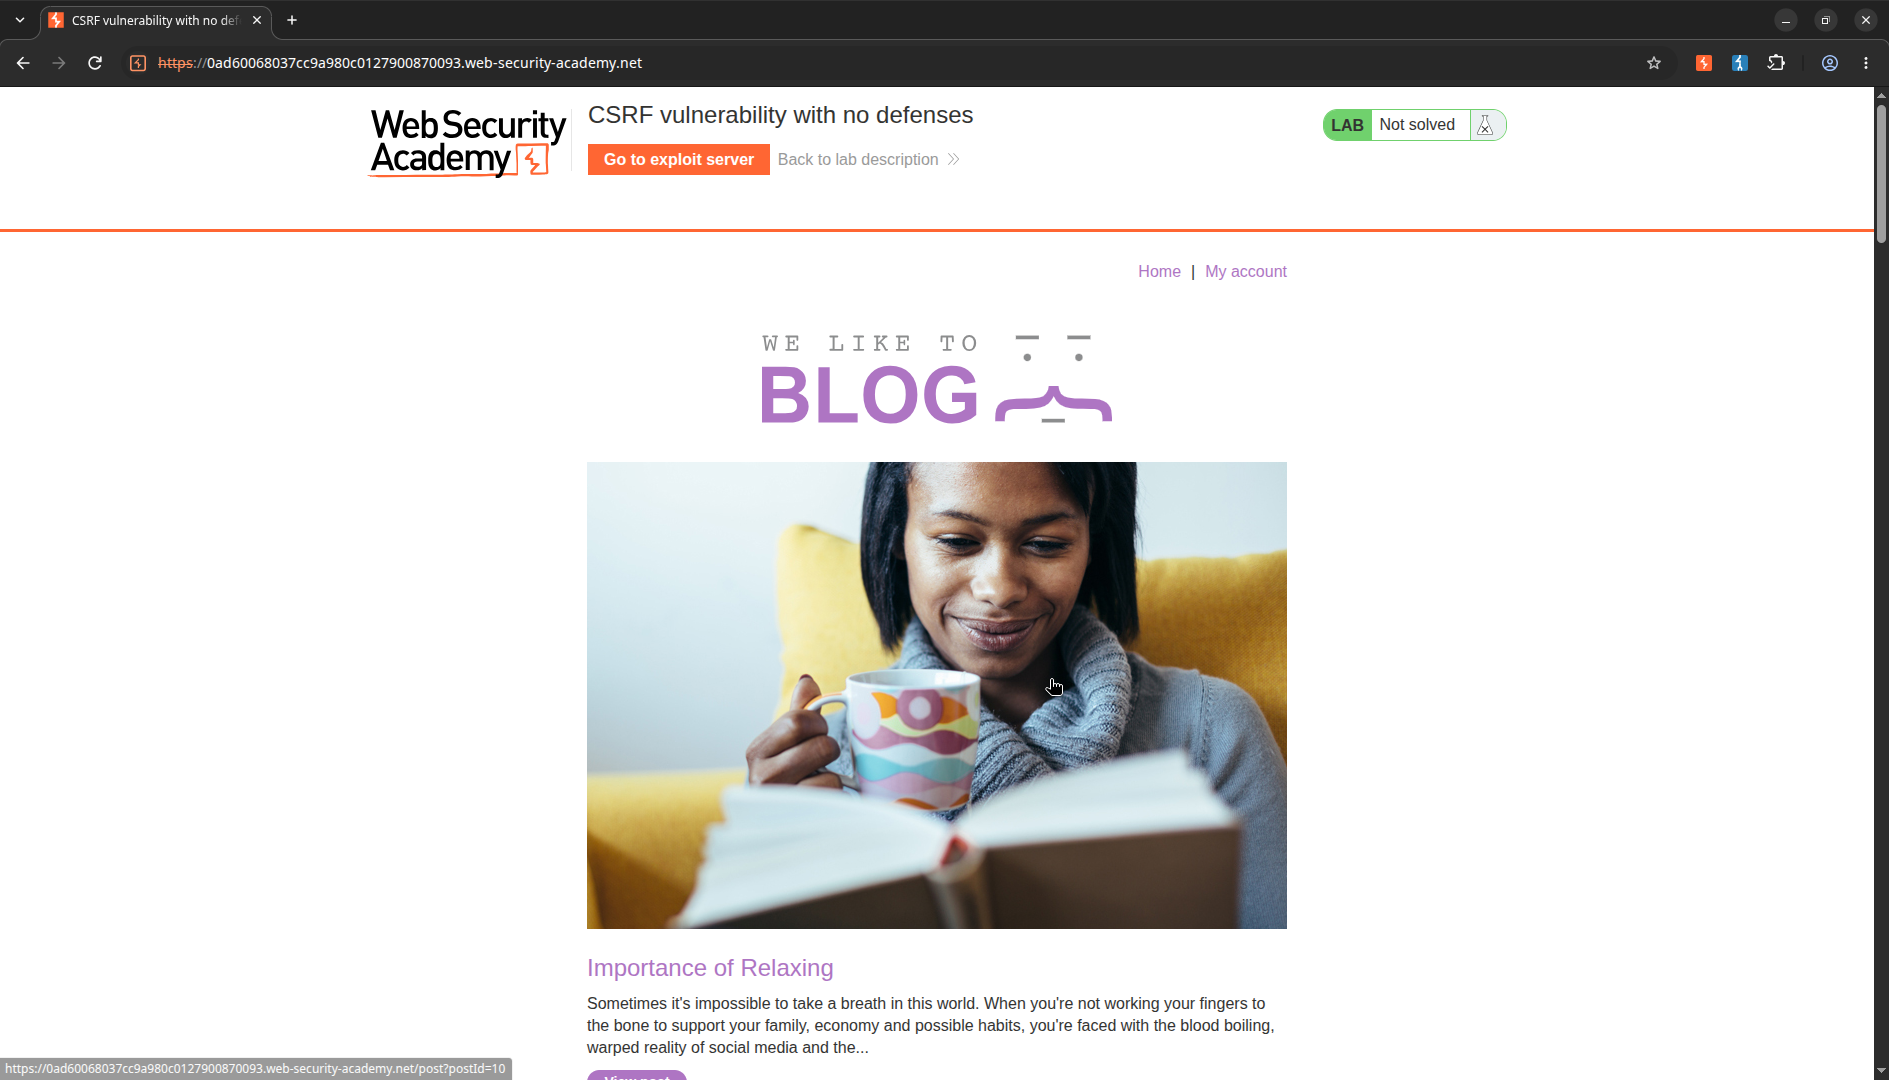 CSRF vulnerability with no def
https://0ad60068037cc9a980c0127900870093.web-security-academy.net
Web Security
Academy
CSRF vulnerability with no defenses
Go to exploit server
Back to lab description
LAB
Not solved
Home | My account
WE LIKE TO
BLOG
Importance of Relaxing
Sometimes it's impossible to take a breath in this world. When you're not working your fingers to
the bone to support your family, economy and possible habits, you're faced with the blood boiling,
warped reality of social media and the...
View post
https://0ad60068037cc9a980c0127900870093.web-security-academy.net/post?postId=10